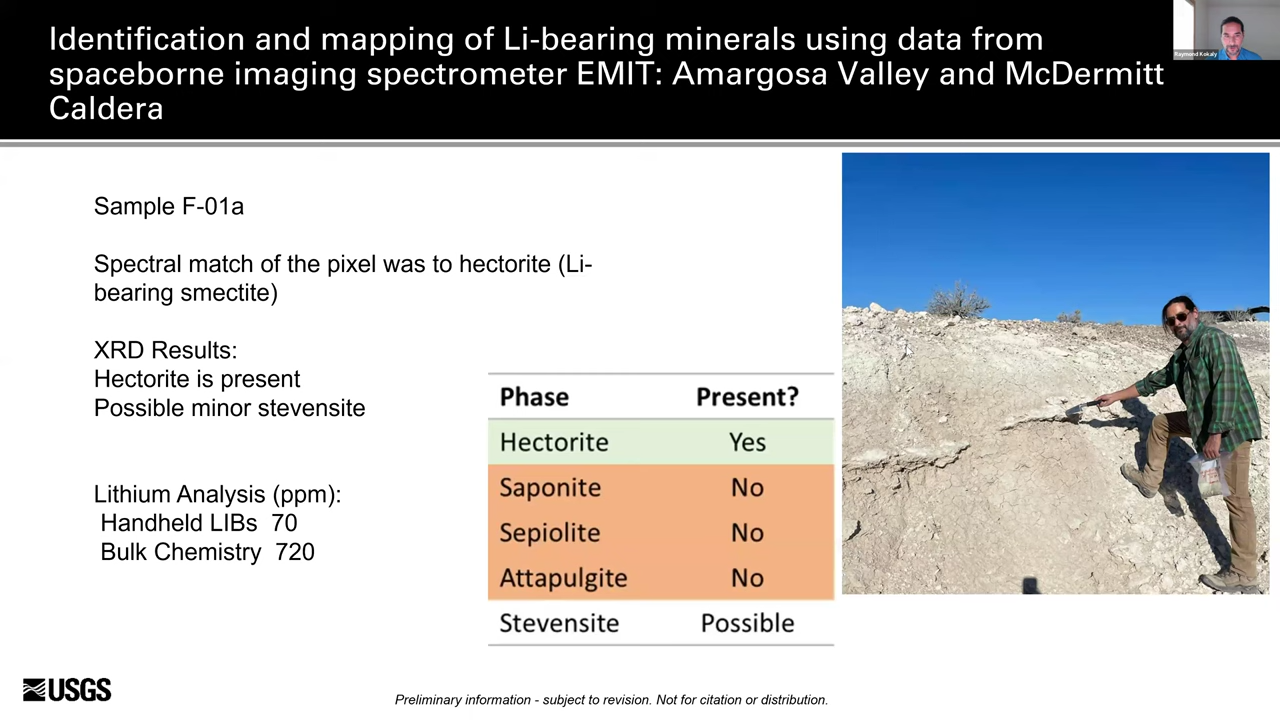 Identification and mapping of Li-bearing minerals using data from
spaceborne imaging spectrometer EMIT: Amargosa Valley and McDermitt
Caldera
Raymond Kokaly
Sample F-01a
Spectral match of the pixel was to hectorite (Li-
bearing smectite)
XRD Results:
Hectorite is present
Possible minor stevensite
Lithium Analysis (ppm):
Handheld LIBs 70
Bulk Chemistry 720
Phase Present?
Hectorite Yes
Saponite No
Sepiolite No
Attapulgite No
Stevensite Possible
USGS
Preliminary information - subject to revision. Not for citation or distribution.